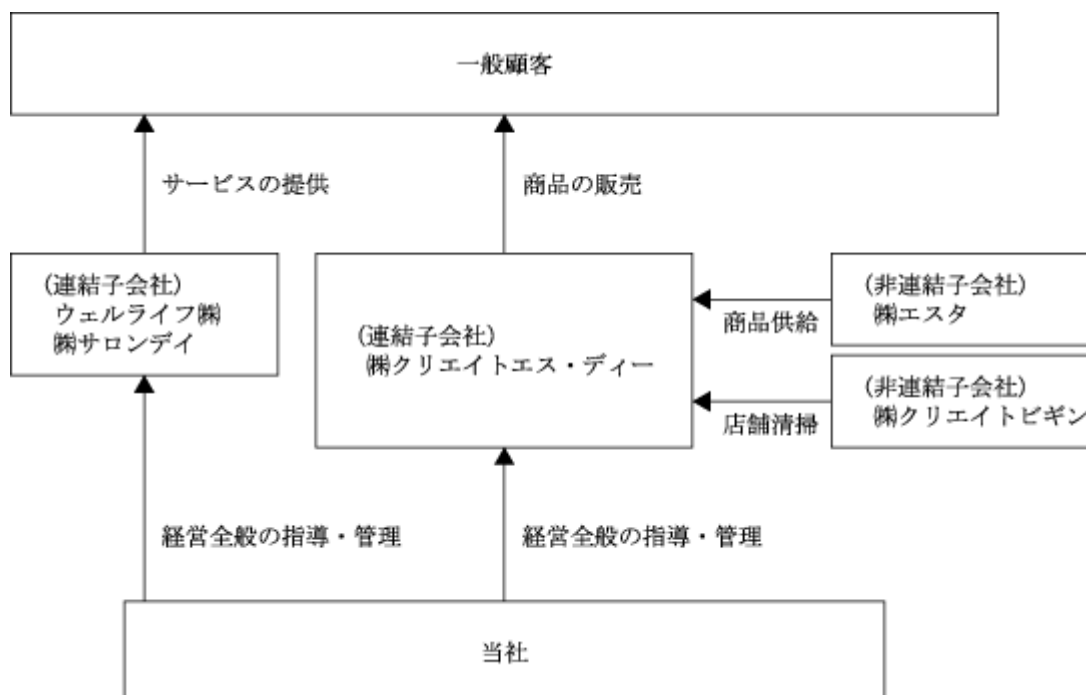 一般顧客
サービスの提供
商品の販売
(連結子会社)
ウェルライフ㈱
㈱サロンデイ
(連結子会社)
㈱クリエイトエス・ディー
商品供給
(非連結子会社)
㈱エスタ
店舗清掃
(非連結子会社)
㈱クリエイトビギン
経営全般の指導・管理
経営全般の指導・管理
当社